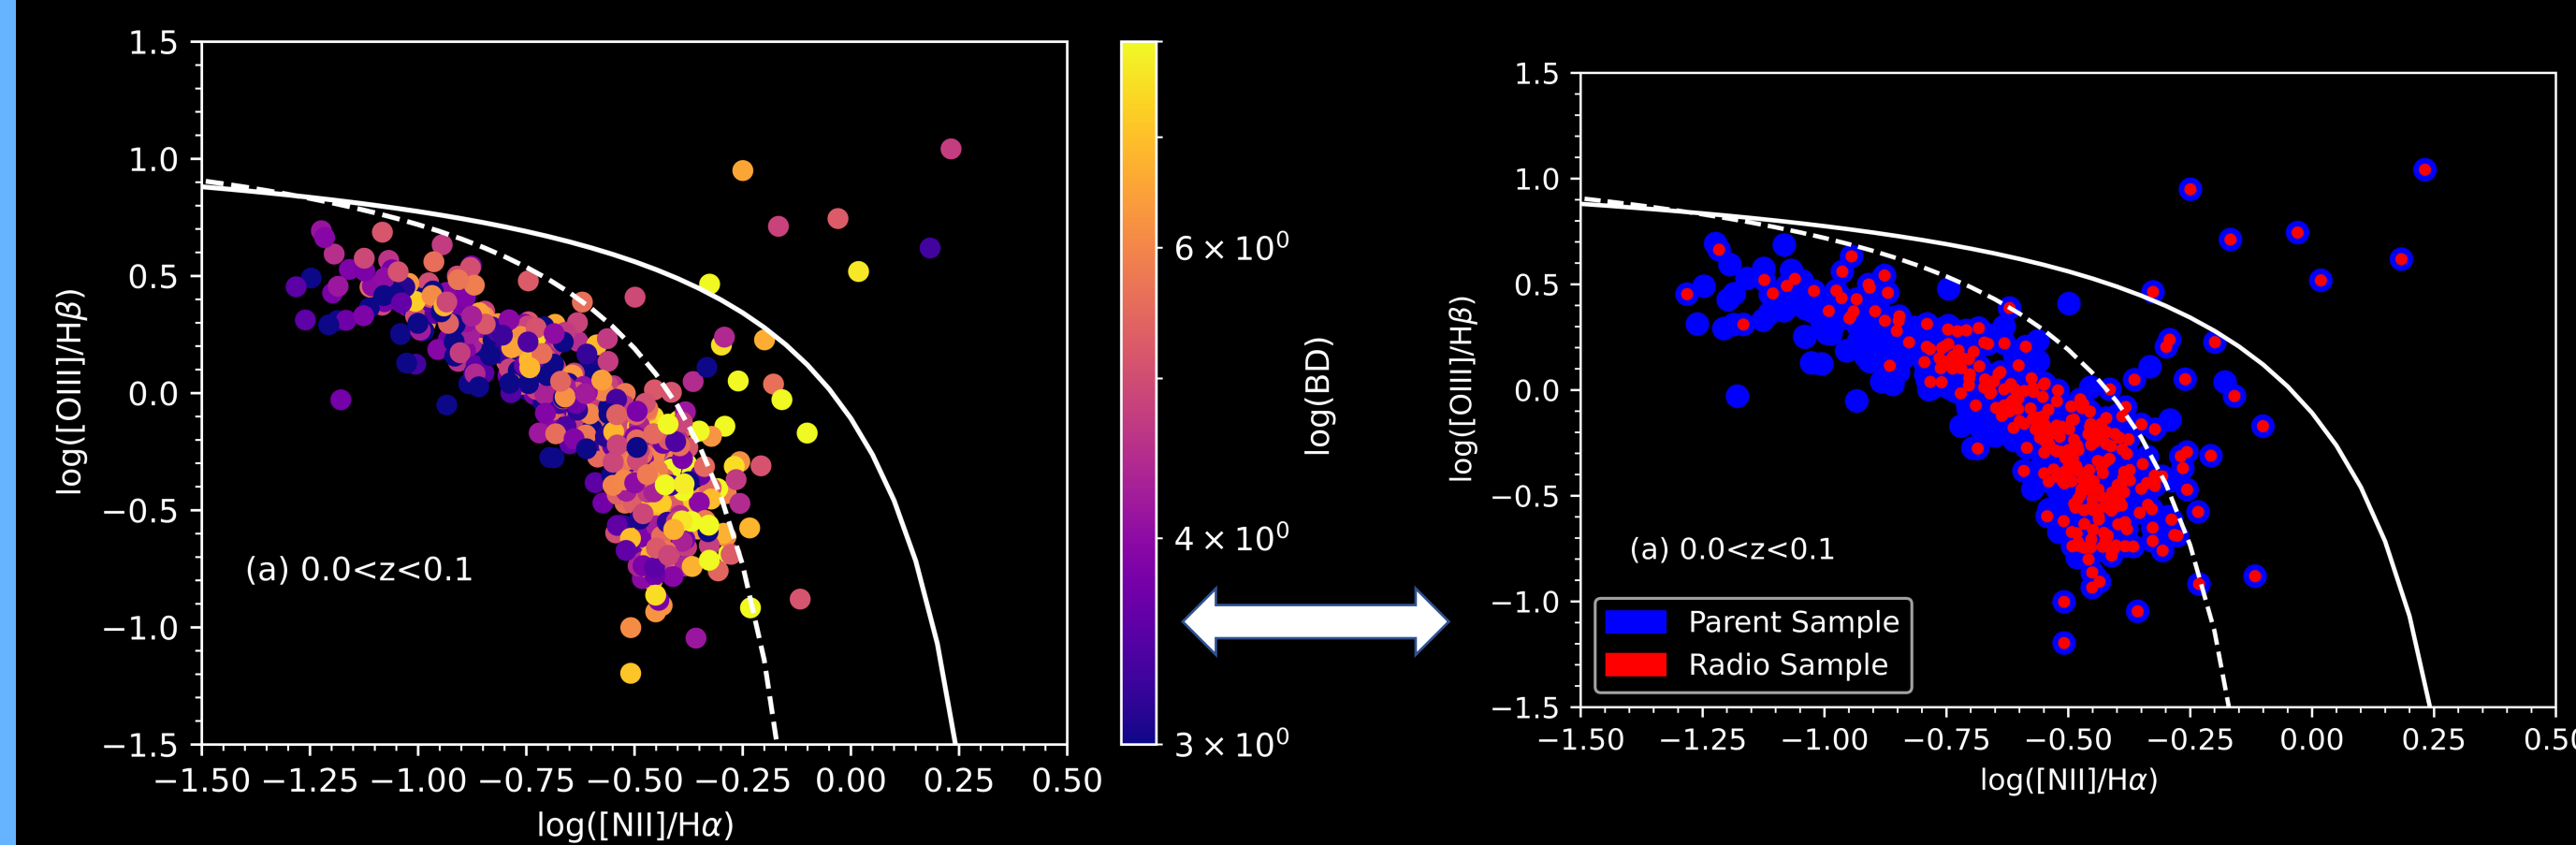 1.5
1.0
0.5
0.0
−0.5
−1.0
−1.5
log([OIII]/Hβ)
(a) 0.0<z<0.1
−1.50 −1.25 −1.00 −0.75 −0.50 −0.25 0.00 0.25 0.50
log([NII]/Hα)
6 × 10⁰
4 × 10⁰
3 × 10⁰
log(BD)
1.5
1.0
0.5
0.0
−0.5
−1.0
−1.5
log([OIII]/Hβ)
(a) 0.0<z<0.1
Parent Sample
Radio Sample
−1.50 −1.25 −1.00 −0.75 −0.50 −0.25 0.00 0.25
log([NII]/Hα)